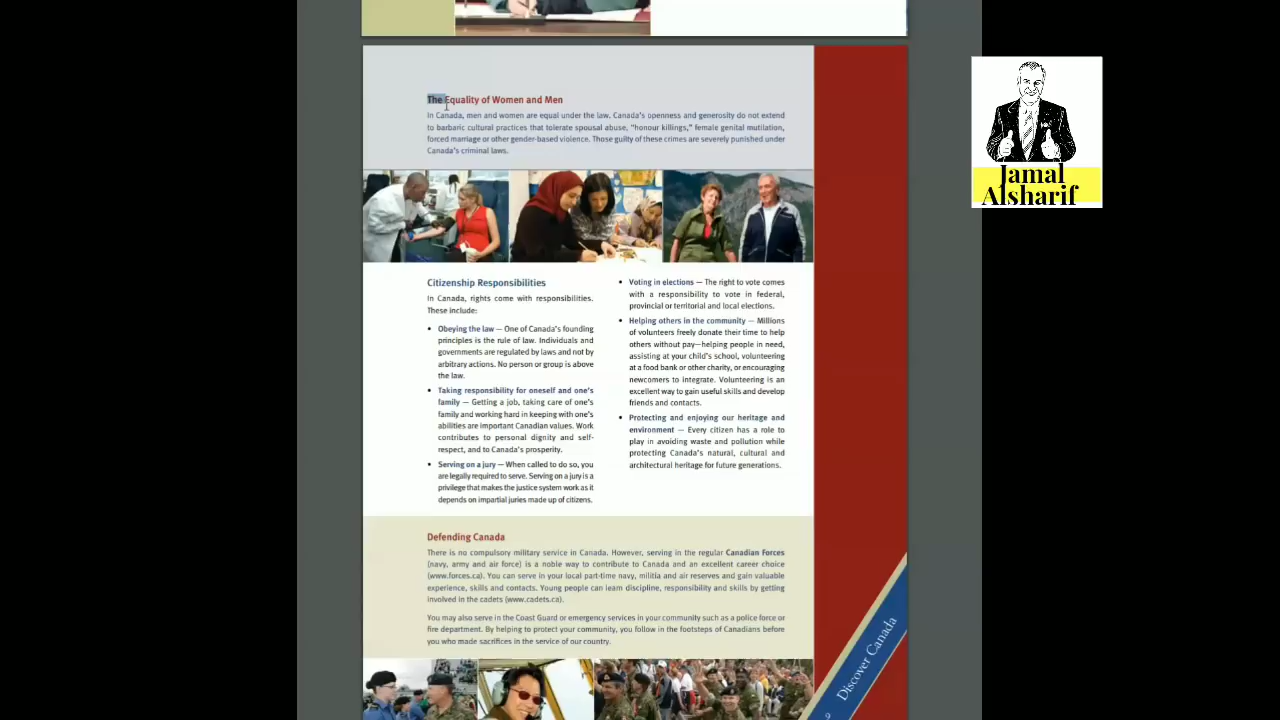 The Equality of Women and Men
In Canada, men and women are equal under the law. Canada's openness and generosity do not extend
to barbaric cultural practices that tolerate spousal abuse, "honour killings," female genital mutilation,
forced marriage or other gender-based violence. Those guilty of these crimes are severely punished under
Canada's criminal laws.
Jamal
Alsharif
Citizenship Responsibilities
In Canada, rights come with responsibilities.
These include:
• Obeying the law — One of Canada's founding
principles is the rule of law. Individuals and
governments are regulated by laws and not by
arbitrary actions. No person or group is above
the law.
• Taking responsibility for oneself and one's
family — Getting a job, taking care of one's
family and working hard in keeping with one's
abilities are important Canadian values. Work
contributes to personal dignity and self-
respect, and to Canada's prosperity.
• Serving on a jury — When called to do so, you
are legally required to serve. Serving on a jury is a
privilege that makes the justice system work as it
depends on impartial juries made up of citizens.
• Voting in elections — The right to vote comes
with a responsibility to vote in federal,
provincial or territorial and local elections.
• Helping others in the community — Millions
of volunteers freely donate their time to help
others without pay—helping people in need,
assisting at your child's school, volunteering
at a food bank or other charity, or encouraging
newcomers to integrate. Volunteering is an
excellent way to gain useful skills and develop
friends and contacts.
• Protecting and enjoying our heritage and
environment — Every citizen has a role to
play in avoiding waste and pollution while
protecting Canada's natural, cultural and
architectural heritage for future generations.
Defending Canada
There is no compulsory military service in Canada. However, serving in the regular Canadian Forces
(navy, army and air force) is a noble way to contribute to Canada and an excellent career choice
(www.forces.ca). You can serve in your local part-time navy, militia and air reserves and gain valuable
experience, skills and contacts. Young people can learn discipline, responsibility and skills by getting
involved in the cadets (www.cadets.ca).
You may also serve in the Coast Guard or emergency services in your community such as a police force or
fire department. By helping to protect your community, you follow in the footsteps of Canadians before
you who made sacrifices in the service of our country.
Discover Canada